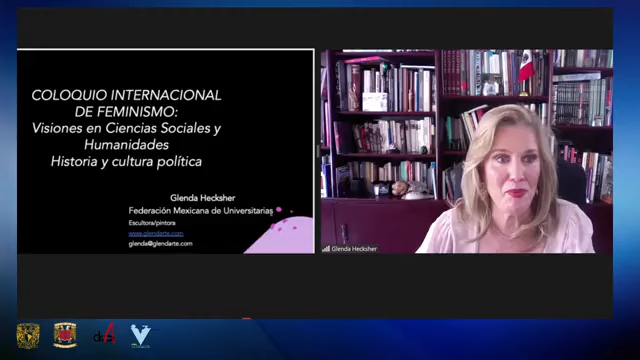 COLOQUIO INTERNACIONAL
DE FEMINISMO:
Visiones en Ciencias Sociales y
Humanidades
Historia y cultura política
Glenda Hecksher
Federación Mexicana de Universitarias
Escultora/pintora
www.glendarte.com
glenda@glendarte.com
Glenda Hecksher